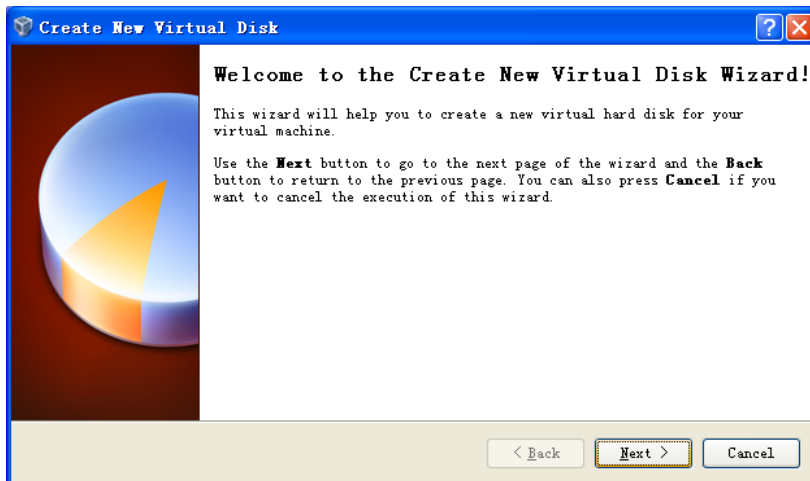 Create New Virtual Disk
Welcome to the Create New Virtual Disk Wizard!
This wizard will help you to create a new virtual hard disk for your
virtual machine.
Use the Next button to go to the next page of the wizard and the Back
button to return to the previous page. You can also press Cancel if you
want to cancel the execution of this wizard.
< Back Next > Cancel